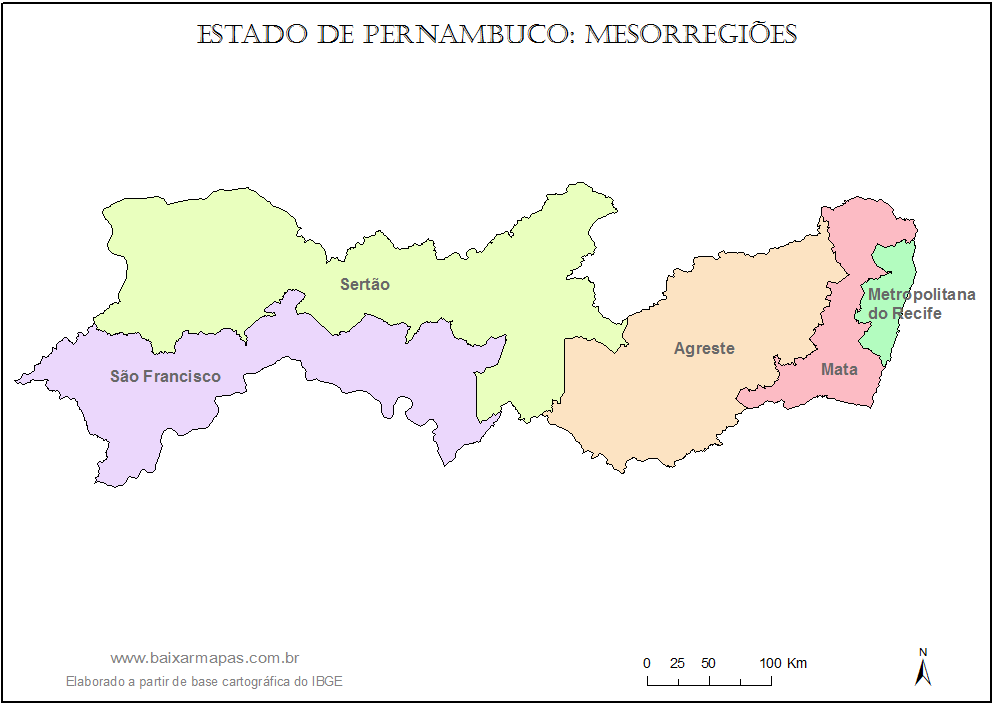 ESTADO DE PERNAMBUCO: MESORREGIÕES
Sertão
Metropolitana
do Recife
Agreste
Mata
São Francisco
www.baixarmapas.com.br
Elaborado a partir de base cartográfica do IBGE
0 25 50 100 Km
N